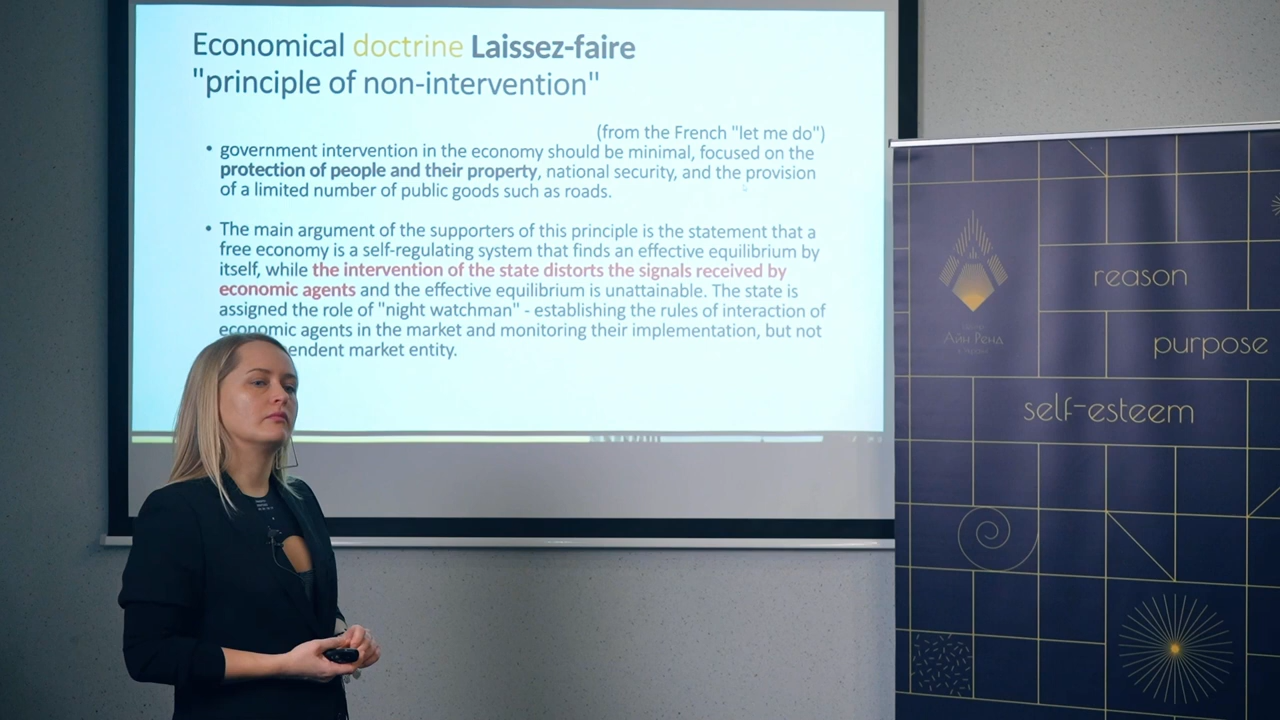 Economical doctrine Laissez-faire
"principle of non-intervention"
(from the French "let me do")
• government intervention in the economy should be minimal, focused on the
protection of people and their property, national security, and the provision
of a limited number of public goods such as roads.
• The main argument of the supporters of this principle is the statement that a
free economy is a self-regulating system that finds an effective equilibrium by
itself, while the intervention of the state distorts the signals received by
economic agents and the effective equilibrium is unattainable. The state is
assigned the role of "night watchman" - establishing the rules of interaction of
economic agents in the market and monitoring their implementation, but not
market entity.
reason
Айн Ренд
purpose
self-esteem